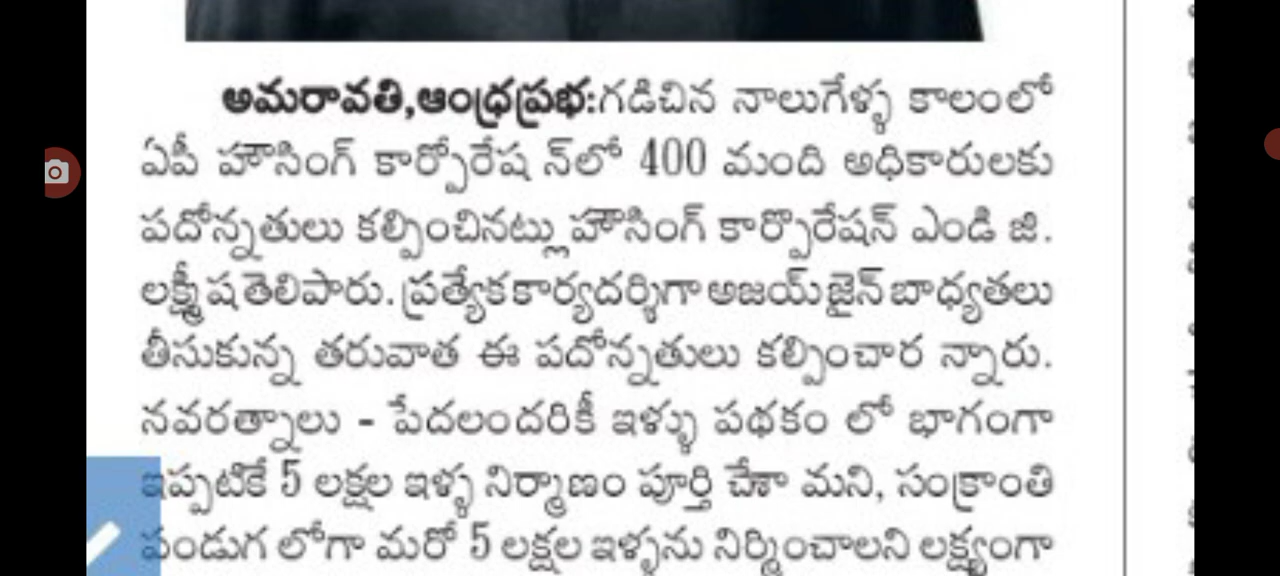 అమరావతి,ఆంధ్రప్రభ:గడిచిన నాలుగేళ్ళ కాలంలో
ఏపీ హౌసింగ్ కార్పోరేష న్‌లో 400 మంది అధికారులకు
పదోన్నతులు కల్పించినట్లు హౌసింగ్ కార్పొరేషన్ ఎండి జి.
లక్ష్మీష తెలిపారు. ప్రత్యేక కార్యదర్శిగా అజయ్ జైన్ బాధ్యతలు
తీసుకున్న తరువాత ఈ పదోన్నతులు కల్పించార న్నారు.
నవరత్నాలు - పేదలందరికీ ఇళ్ళు పథకం లో భాగంగా
ఇప్పటికే 5 లక్షల ఇళ్ళ నిర్మాణం పూర్తి చేశా మని, సంక్రాంతి
పండుగ లోగా మరో 5 లక్షల ఇళ్ళను నిర్మించాలని లక్ష్యంగా